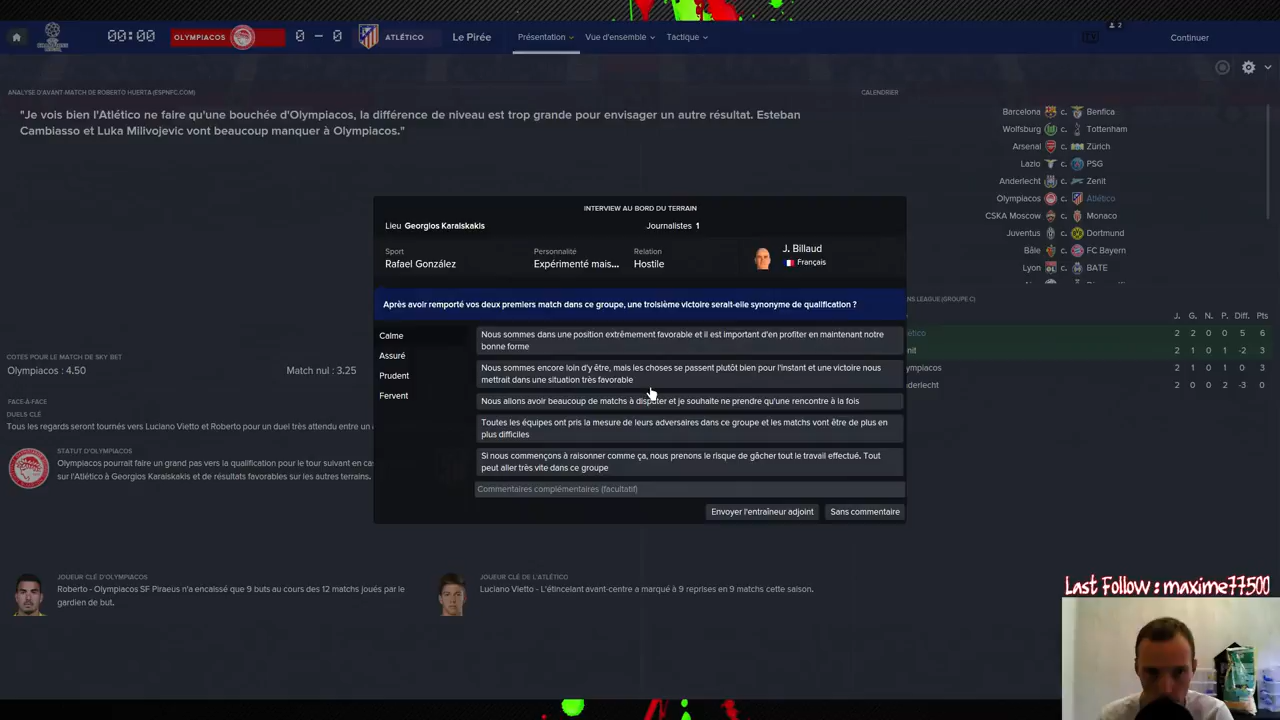 00:00 OLYMPIACOS 0 – 0 ATLÉTICO Le Pirée Présentation Vue d'ensemble Tactique 2 Continuer
ANALYSE D'AVANT-MATCH DE ROBERTO HUERTA (ESPNFC.COM)
"Je vois bien l'Atlético ne faire qu'une bouchée d'Olympiacos, la différence de niveau est trop grande pour envisager un autre résultat. Esteban
Cambiasso et Luka Milivojevic vont beaucoup manquer à Olympiacos."
CALENDRIER
Barcelona c. Benfica
Wolfsburg c. Tottenham
Arsenal c. Zürich
Lazio c. PSG
Anderlecht c. Zenit
Olympiacos c. Atlético
CSKA Moscow c. Monaco
Juventus c. Dortmund
Bâle c. FC Bayern
Lyon c. BATE
INTERVIEW AU BORD DU TERRAIN
Lieu Georgios Karaiskakis
Journalistes 1
Sport
Rafael González
Personnalité
Expérimenté mais...
Relation
Hostile
J. Billaud
Français
Après avoir remporté vos deux premiers match dans ce groupe, une troisième victoire serait-elle synonyme de qualification ?
Calme
Assuré
Prudent
Fervent
Nous sommes dans une position extrêmement favorable et il est important d'en profiter en maintenant notre
bonne forme
Nous sommes encore loin d'y être, mais les choses se passent plutôt bien pour l'instant et une victoire nous
mettrait dans une situation très favorable
Nous allons avoir beaucoup de matchs à disputer et je souhaite ne prendre qu'une rencontre à la fois
Toutes les équipes ont pris la mesure de leurs adversaires dans ce groupe et les matchs vont être de plus en
plus difficiles
Si nous commençons à raisonner comme ça, nous prenons le risque de gâcher tout le travail effectué. Tout
peut aller très vite dans ce groupe
Commentaires complémentaires (facultatif)
Envoyer l'entraîneur adjoint
Sans commentaire
NS LEAGUE (GROUPE C)
J. G. N. P. Diff. Pts
ético 2 2 0 0 5 6
nit 2 1 0 1 -2 3
ympiacos 2 1 0 1 0 3
derlecht 2 0 0 2 -3 0
COTES POUR LE MATCH DE SKY BET
Olympiacos : 4.50
Match nul : 3.25
FACE-À-FACE
DUELS CLÉ
Tous les regards seront tournés vers Luciano Vietto et Roberto pour un duel très attendu entre un a
STATUT D'OLYMPIACOS
Olympiacos pourrait faire un grand pas vers la qualification pour le tour suivant en cas
sur l'Atlético à Georgios Karaiskakis et de résultats favorables sur les autres terrains.
JOUEUR CLÉ D'OLYMPIACOS
Roberto - Olympiacos SF Piraeus n'a encaissé que 9 buts au cours des 12 matchs joués par le
gardien de but.
JOUEUR CLÉ DE L'ATLÉTICO
Luciano Vietto - L'étincelant avant-centre a marqué à 9 reprises en 9 matchs cette saison.
Last Follow : maxime77500